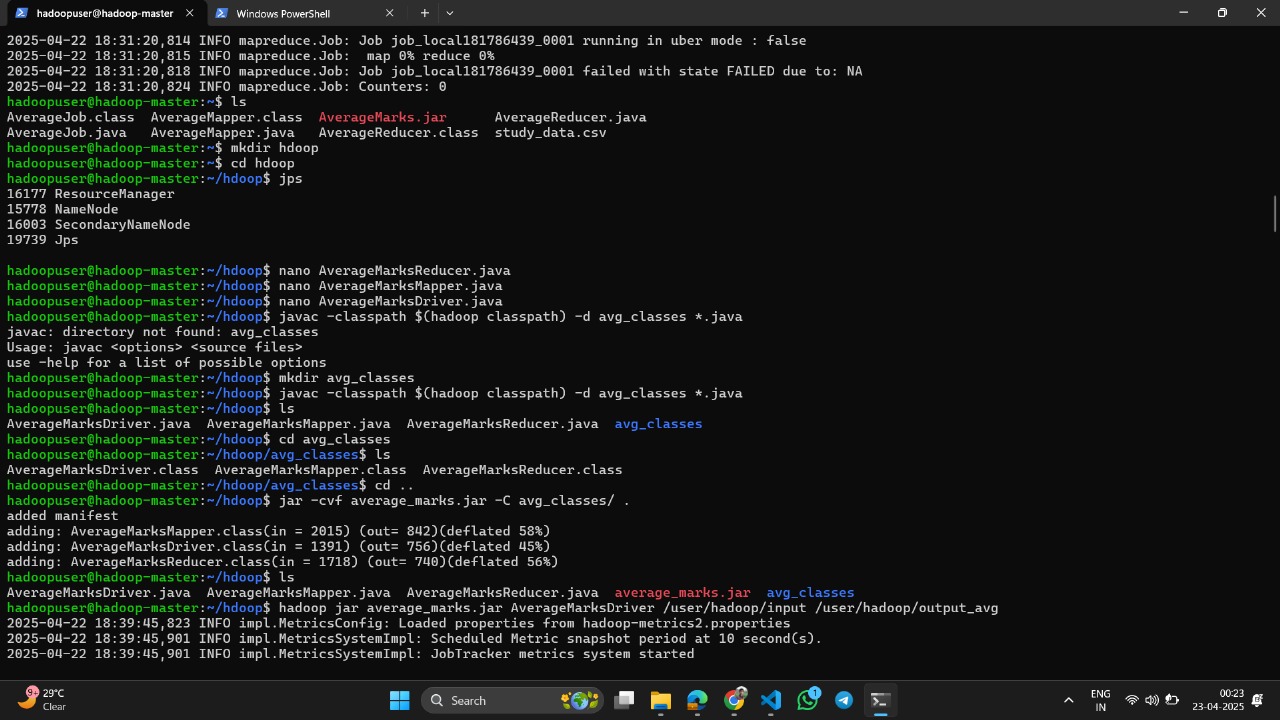 hadoopuser@hadoop-master
Windows PowerShell
2025-04-22 18:31:20,814 INFO mapreduce.Job: Job job_local181786439_0001 running in uber mode : false
2025-04-22 18:31:20,815 INFO mapreduce.Job:  map 0% reduce 0%
2025-04-22 18:31:20,818 INFO mapreduce.Job: Job job_local181786439_0001 failed with state FAILED due to: NA
2025-04-22 18:31:20,824 INFO mapreduce.Job: Counters: 0
hadoopuser@hadoop-master:~$ ls
AverageJob.class  AverageMapper.class  AverageMarks.jar      AverageReducer.java
AverageJob.java   AverageMapper.java   AverageReducer.class  study_data.csv
hadoopuser@hadoop-master:~$ mkdir hdoop
hadoopuser@hadoop-master:~$ cd hdoop
hadoopuser@hadoop-master:~/hdoop$ jps
16177 ResourceManager
15778 NameNode
16003 SecondaryNameNode
19739 Jps
hadoopuser@hadoop-master:~/hdoop$ nano AverageMarksReducer.java
hadoopuser@hadoop-master:~/hdoop$ nano AverageMarksMapper.java
hadoopuser@hadoop-master:~/hdoop$ nano AverageMarksDriver.java
hadoopuser@hadoop-master:~/hdoop$ javac -classpath $(hadoop classpath) -d avg_classes *.java
javac: directory not found: avg_classes
Usage: javac <options> <source files>
use -help for a list of possible options
hadoopuser@hadoop-master:~/hdoop$ mkdir avg_classes
hadoopuser@hadoop-master:~/hdoop$ javac -classpath $(hadoop classpath) -d avg_classes *.java
hadoopuser@hadoop-master:~/hdoop$ ls
AverageMarksDriver.java  AverageMarksMapper.java  AverageMarksReducer.java  avg_classes
hadoopuser@hadoop-master:~/hdoop$ cd avg_classes
hadoopuser@hadoop-master:~/hdoop/avg_classes$ ls
AverageMarksDriver.class  AverageMarksMapper.class  AverageMarksReducer.class
hadoopuser@hadoop-master:~/hdoop/avg_classes$ cd ..
hadoopuser@hadoop-master:~/hdoop$ jar -cvf average_marks.jar -C avg_classes/ .
added manifest
adding: AverageMarksMapper.class(in = 2015) (out= 842)(deflated 58%)
adding: AverageMarksDriver.class(in = 1391) (out= 756)(deflated 45%)
adding: AverageMarksReducer.class(in = 1718) (out= 740)(deflated 56%)
hadoopuser@hadoop-master:~/hdoop$ ls
AverageMarksDriver.java  AverageMarksMapper.java  AverageMarksReducer.java  average_marks.jar  avg_classes
hadoopuser@hadoop-master:~/hdoop$ hadoop jar average_marks.jar AverageMarksDriver /user/hadoop/input /user/hadoop/output_avg
2025-04-22 18:39:45,823 INFO impl.MetricsConfig: Loaded properties from hadoop-metrics2.properties
2025-04-22 18:39:45,901 INFO impl.MetricsSystemImpl: Scheduled Metric snapshot period at 10 second(s).
2025-04-22 18:39:45,901 INFO impl.MetricsSystemImpl: JobTracker metrics system started
9+
29°C
Clear
Search
1
ENG
IN
00:23
23-04-2025